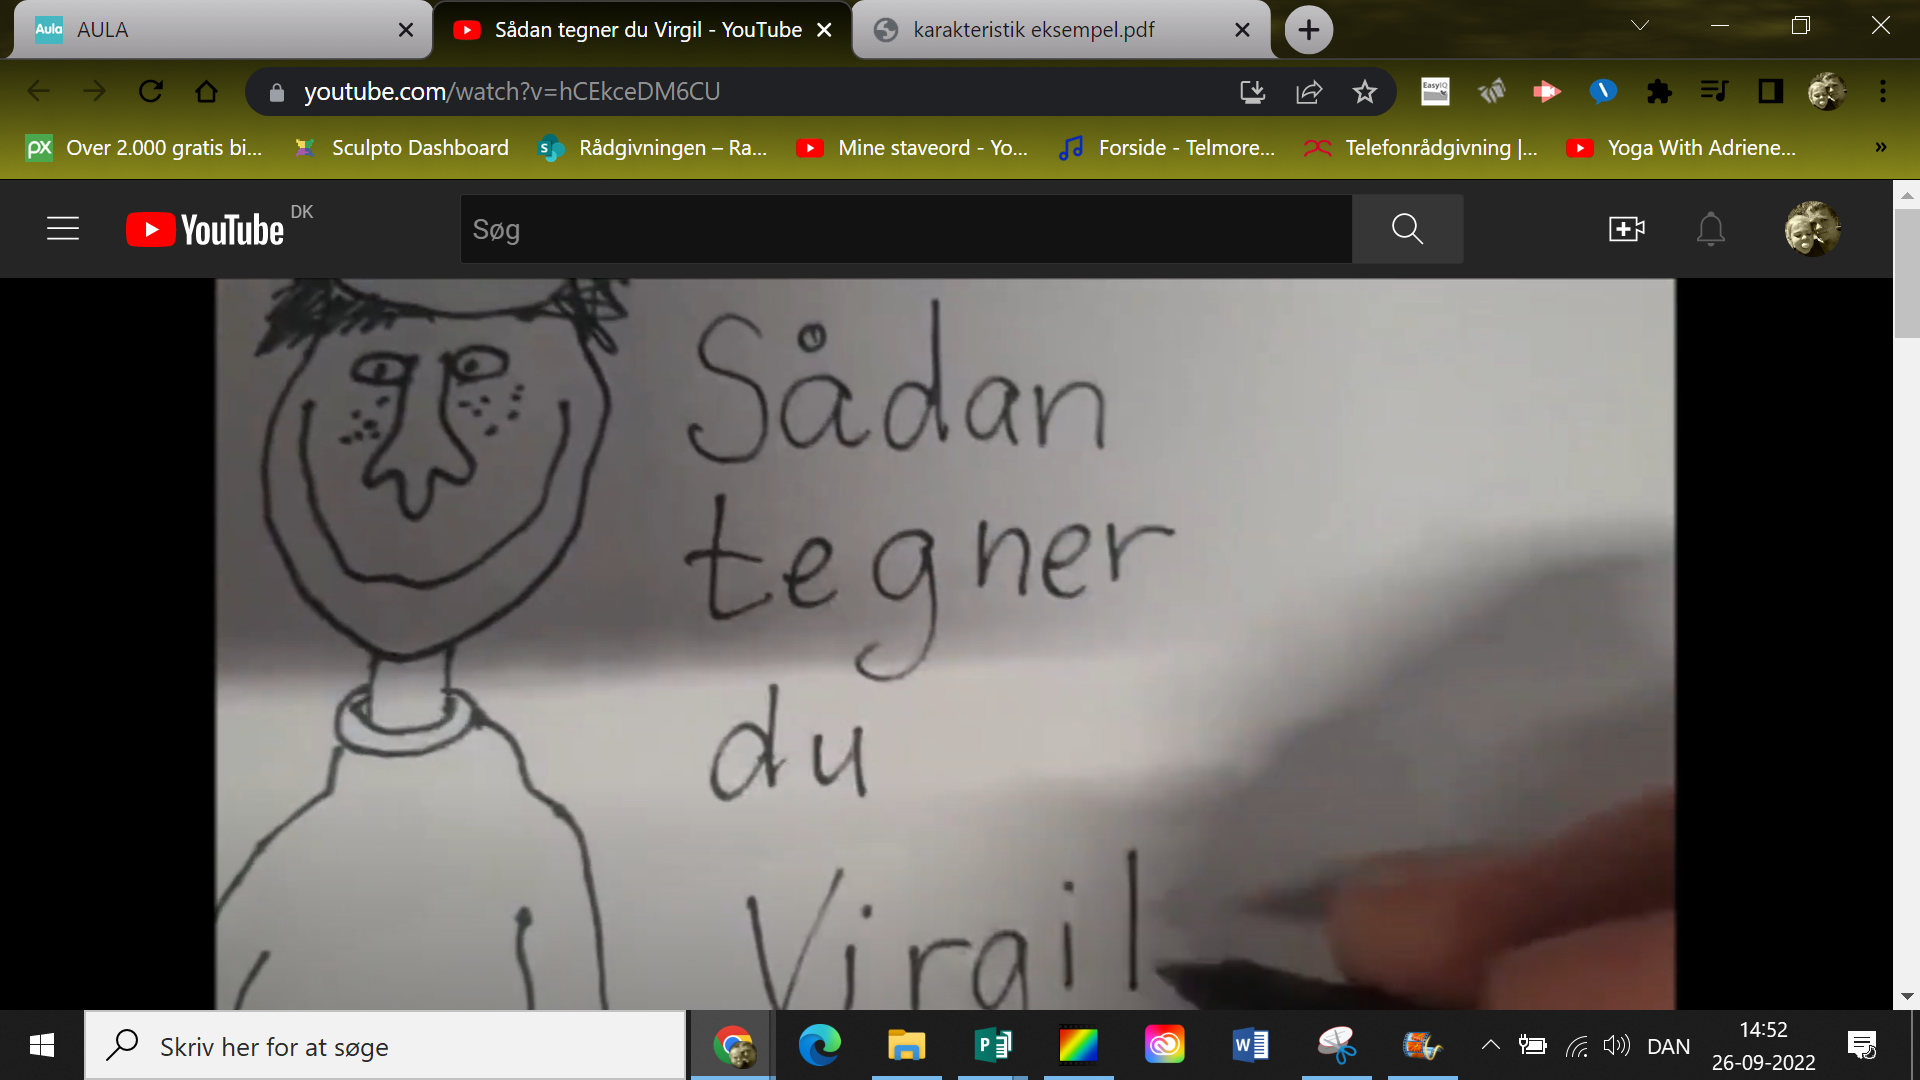 AULA
Sådan tegner du Virgil - YouTube
karakteristik eksempel.pdf
youtube.com/watch?v=hCEkceDM6CU
EasyIQ
px Over 2.000 gratis bi...
Sculpto Dashboard
S Rådgivningen – Ra...
Mine staveord - Yo...
Forside - Telmore...
Telefonrådgivning |...
Yoga With Adriene...
»
YouTube DK
Søg
Sådan
tegner
du
Virgil
Skriv her for at søge
DAN
14:52
26-09-2022